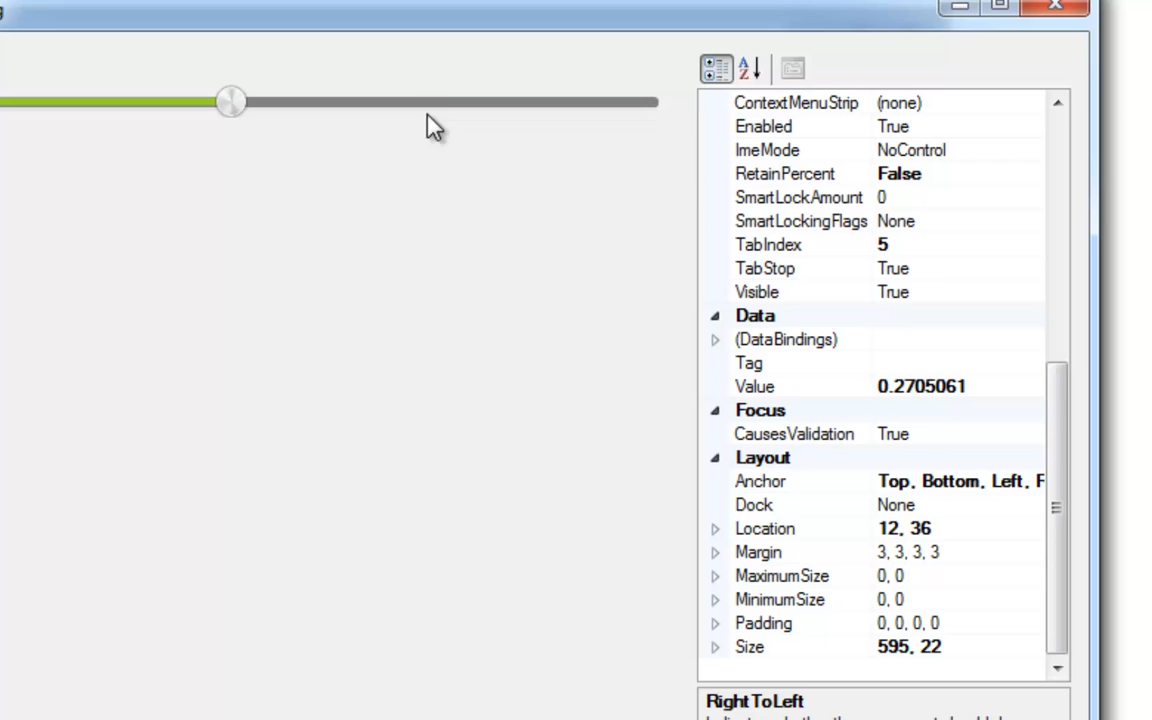 ContextMenuStrip (none)
Enabled True
ImeMode NoControl
RetainPercent False
SmartLockAmount 0
SmartLockingFlags None
TabIndex 5
TabStop True
Visible True
Data
(DataBindings)
Tag
Value 0.2705061
Focus
CausesValidation True
Layout
Anchor Top, Bottom, Left,
Dock None
Location 12, 36
Margin 3, 3, 3, 3
MaximumSize 0, 0
MinimumSize 0, 0
Padding 0, 0, 0, 0
Size 595, 22
RightToLeft